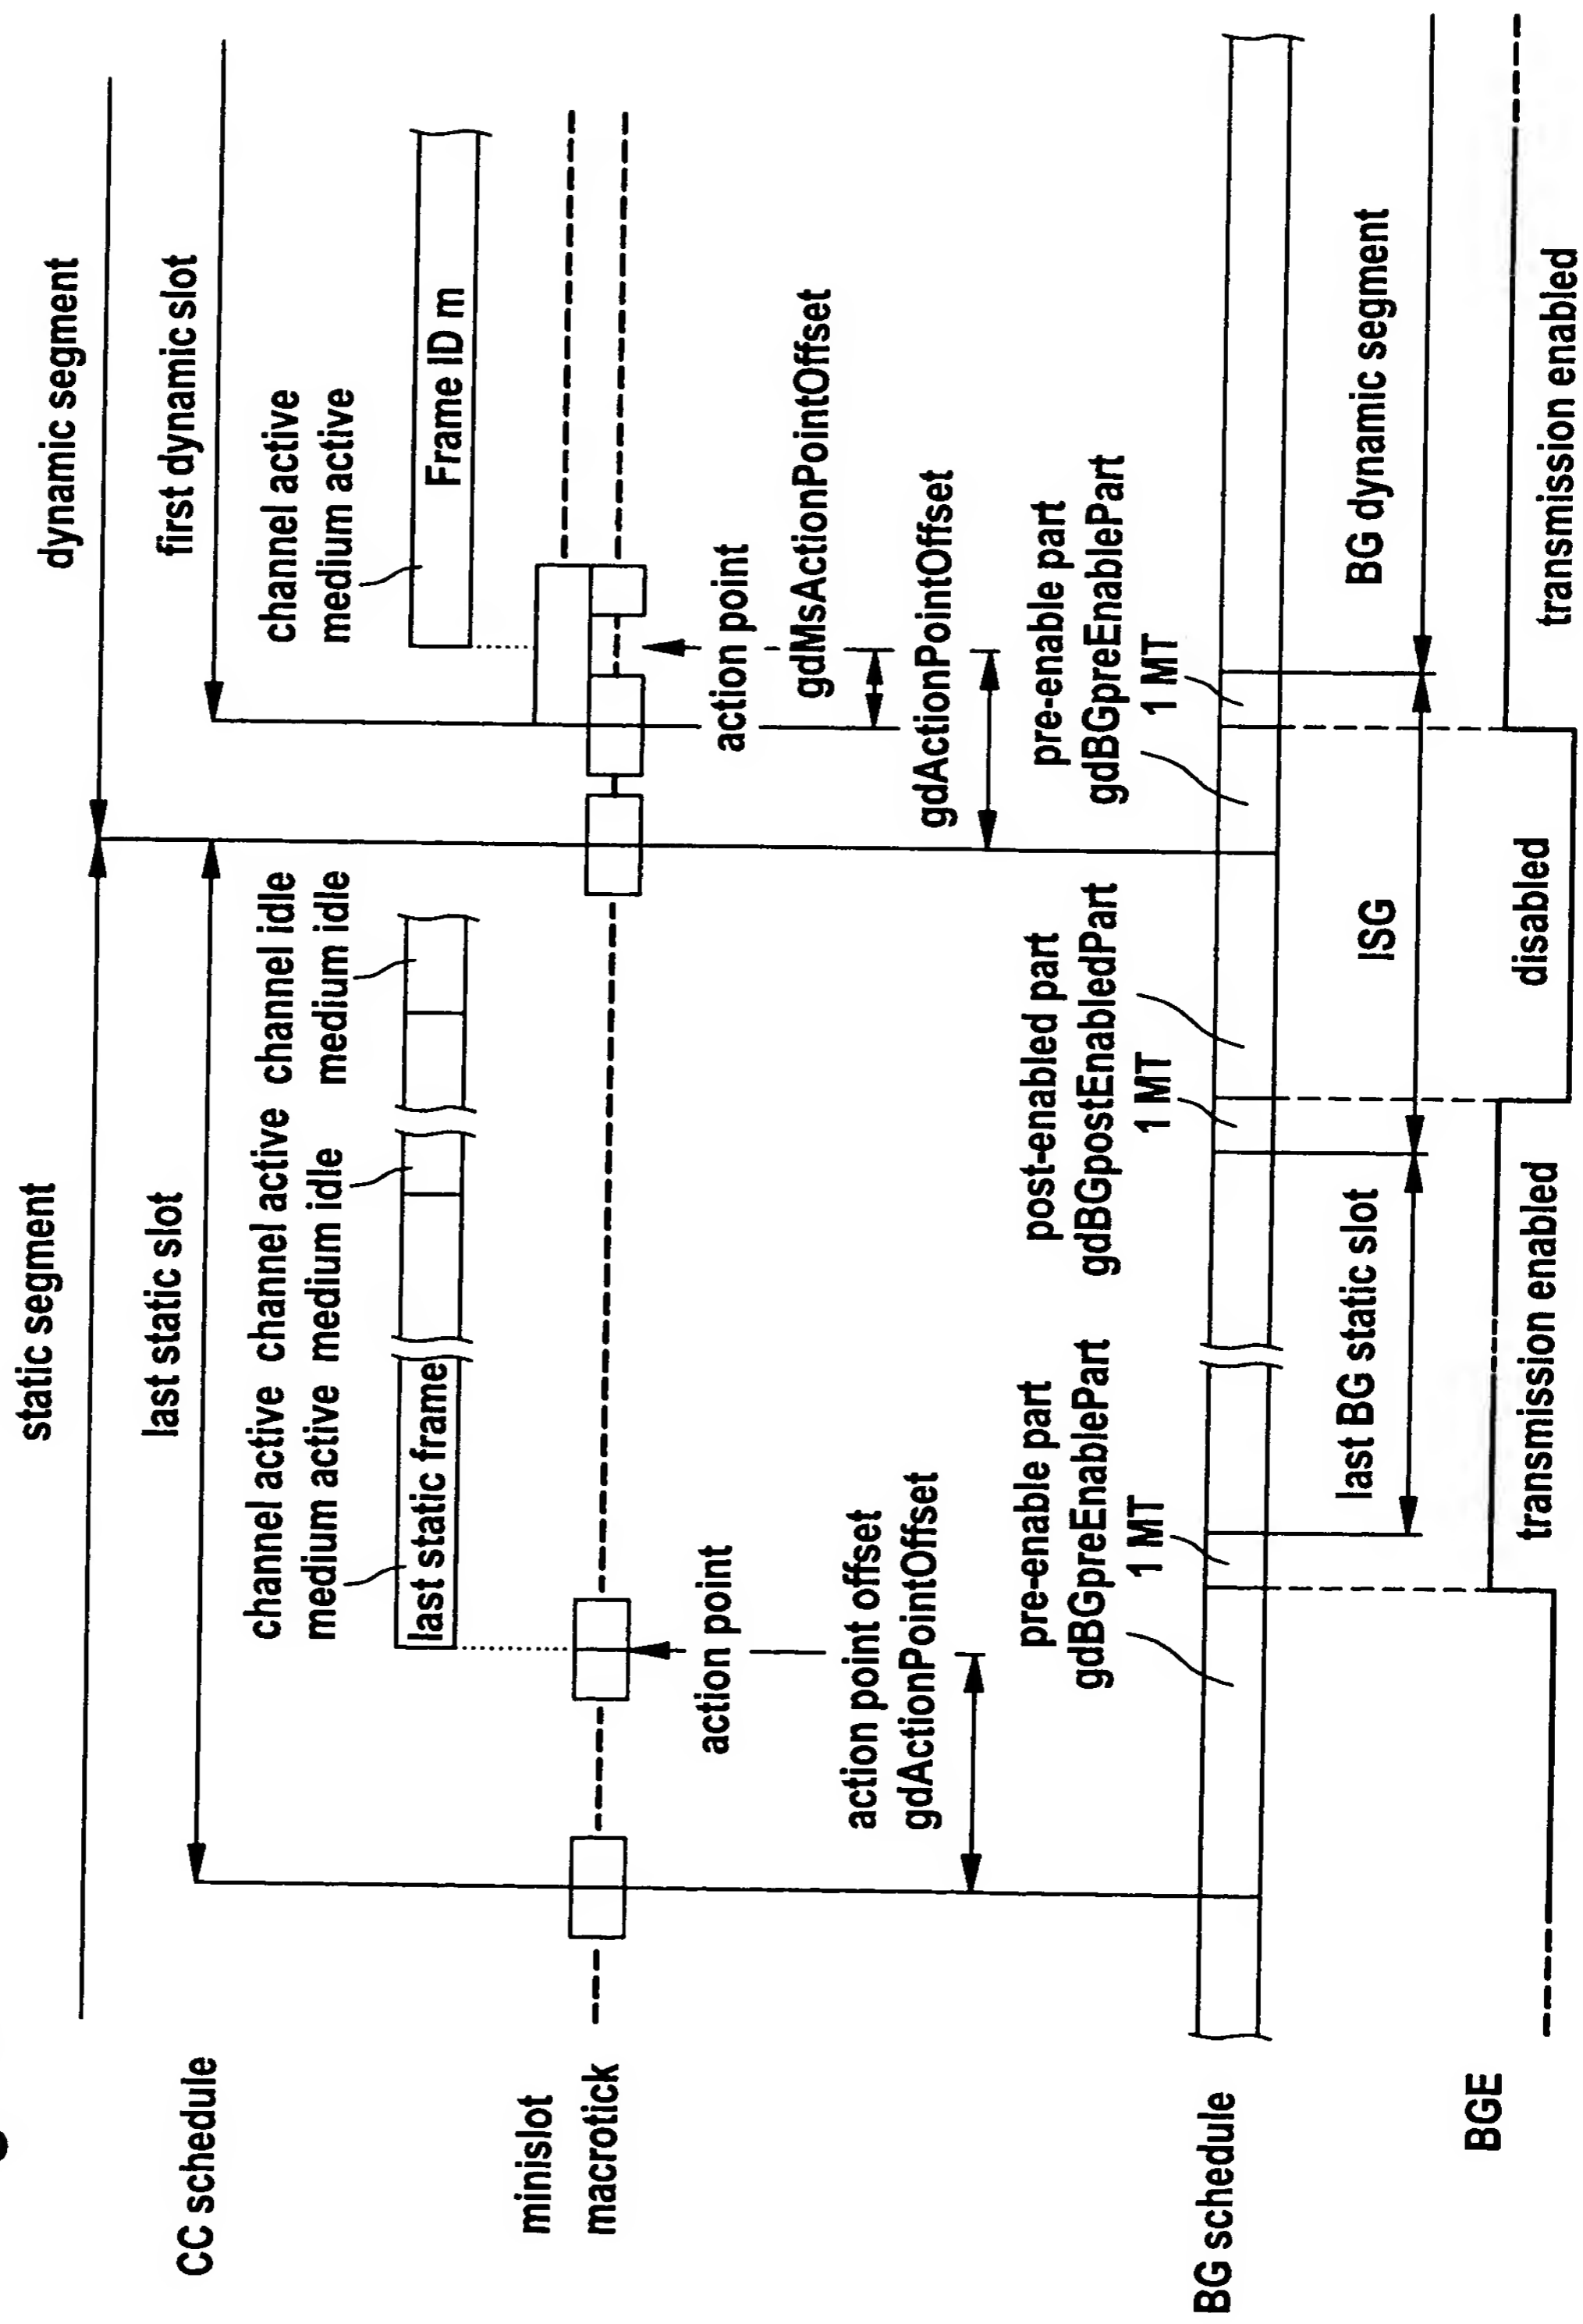 static segment
dynamic segment
CC schedule
last static slot
first dynamic slot
channel active channel active channel active channel idle
medium active medium idle medium idle medium idle
channel active
medium active
last static frame
Frame ID m
minislot
macrotick
action point
action point
action point offset
gdActionPointOffset
gdMsActionPointOffset
gdActionPointOffset
pre-enable part
gdBGpreEnablePart
1 MT
post-enabled part
gdBGpostEnabledPart
1 MT
pre-enable part
gdBGpreEnablePart
1 MT
BG schedule
last BG static slot
ISG
BG dynamic segment
BGE
transmission enabled
disabled
transmission enabled